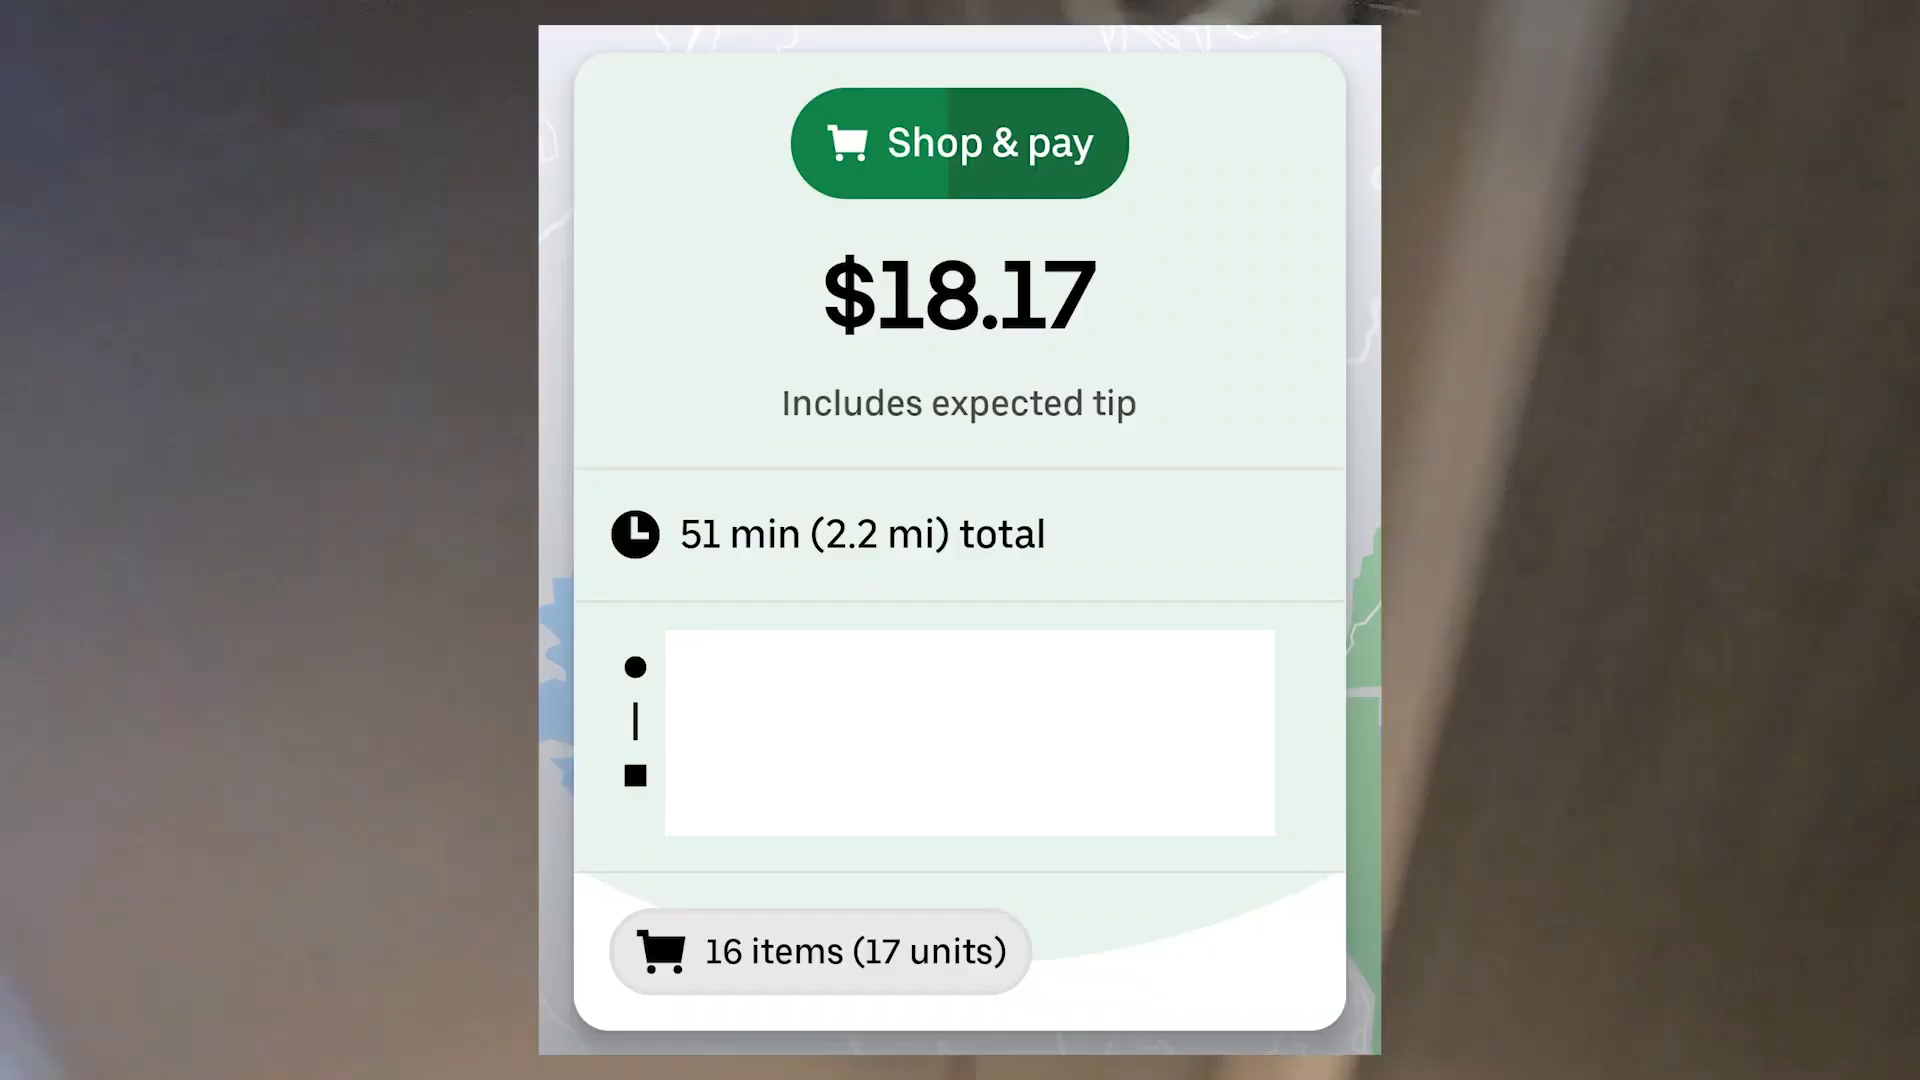 Shop & pay
$18.17
Includes expected tip
51 min (2.2 mi) total
16 items (17 units)